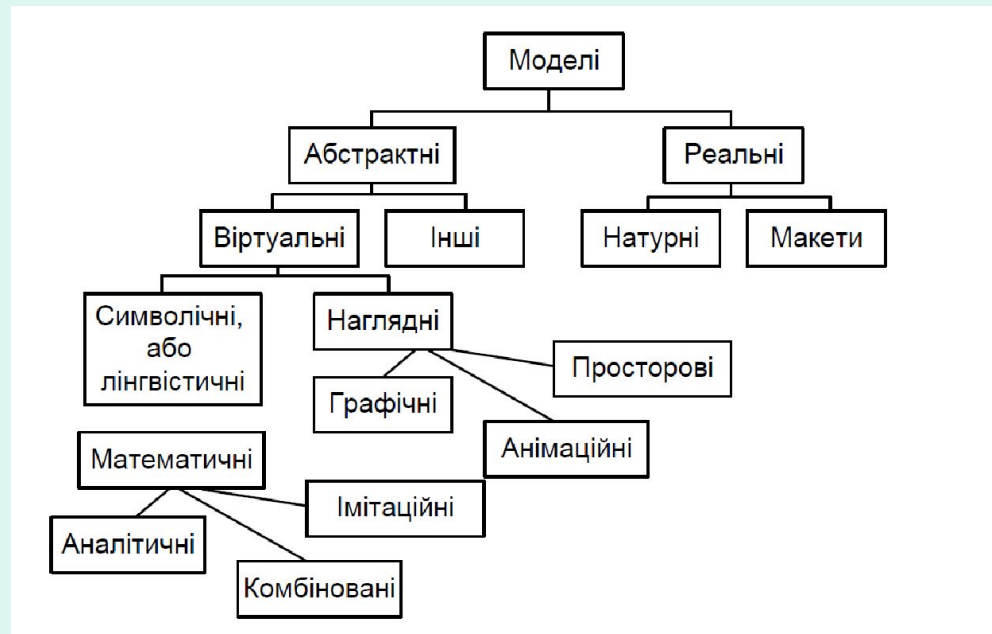 Моделі
Абстрактні
Реальні
Віртуальні
Інші
Натурні
Макети
Символічні,
або
лінгвістичні
Наглядні
Просторові
Графічні
Анімаційні
Математичні
Імітаційні
Аналітичні
Комбіновані